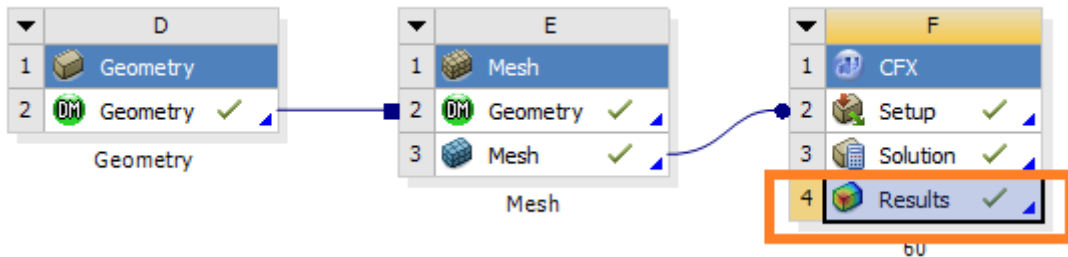 D
1 Geometry
2 DM Geometry
Geometry
E
1 Mesh
2 DM Geometry
3 Mesh
Mesh
F
1 CFX
2 Setup
3 Solution
4 Results
60